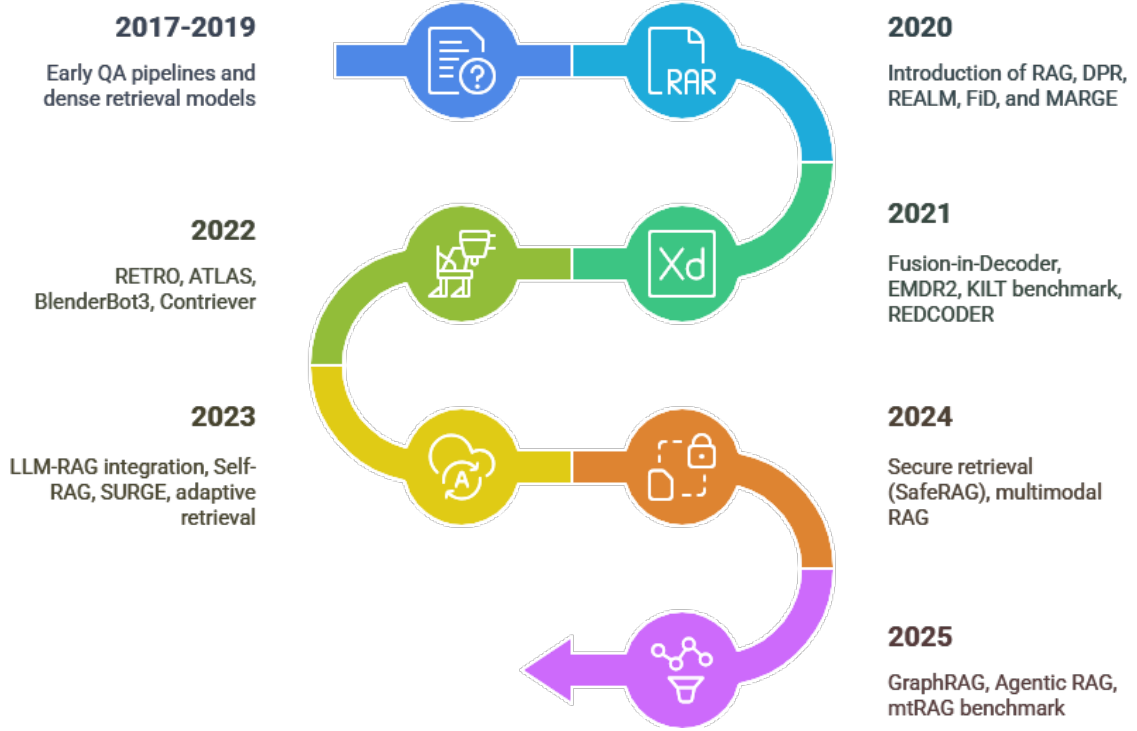 2017-2019
Early QA pipelines and
dense retrieval models
RAR
2020
Introduction of RAG, DPR,
REALM, FiD, and MARGE
2021
Fusion-in-Decoder,
EMDR2, KILT benchmark,
REDCODER
Xd
2022
RETRO, ATLAS,
BlenderBot3, Contriever
2023
LLM-RAG integration, Self-
RAG, SURGE, adaptive
retrieval
A
2024
Secure retrieval
(SafeRAG), multimodal
RAG
2025
GraphRAG, Agentic RAG,
mtRAG benchmark